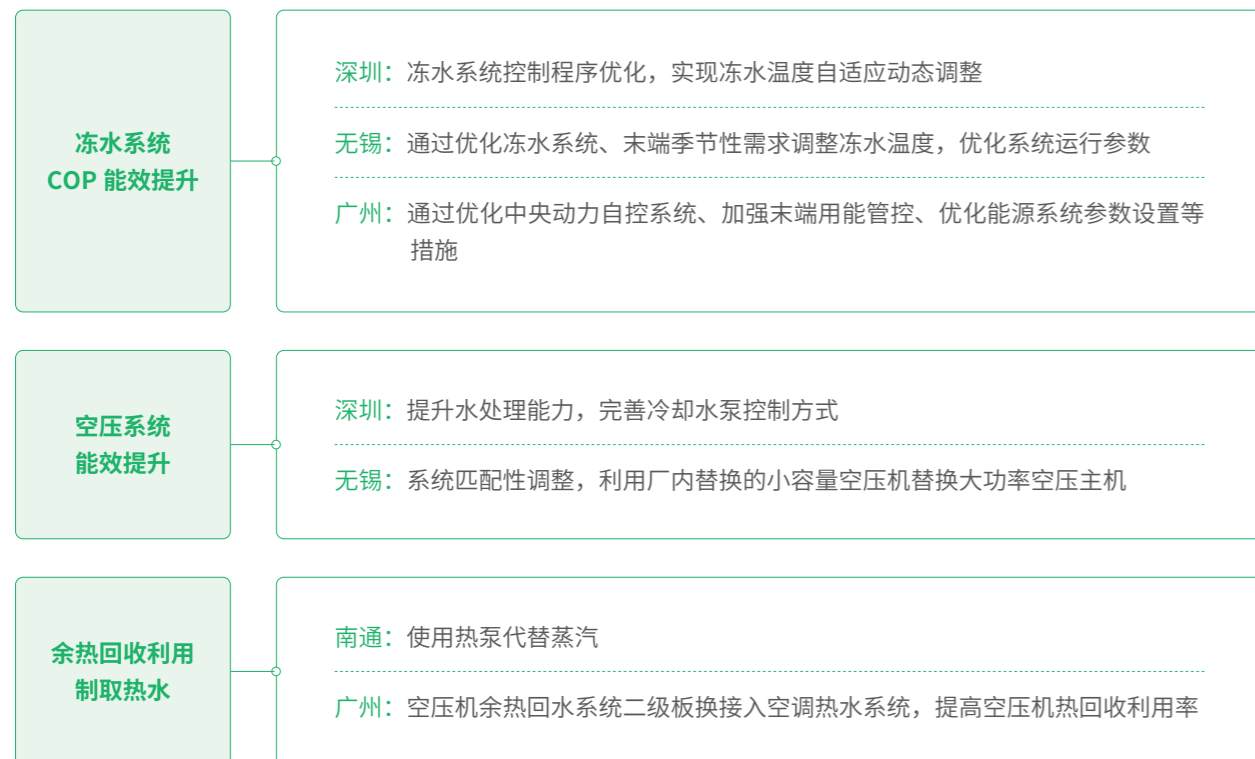 冻水系统
COP 能效提升
深圳：冻水系统控制程序优化，实现冻水温度自适应动态调整
无锡：通过优化冻水系统、末端季节性需求调整冻水温度，优化系统运行参数
广州：通过优化中央动力自控系统、加强末端用能管控、优化能源系统参数设置等
措施
空压系统
能效提升
深圳：提升水处理能力，完善冷却水泵控制方式
无锡：系统匹配性调整，利用厂内替换的小容量空压机替换大功率空压主机
余热回收利用
制取热水
南通：使用热泵代替蒸汽
广州：空压机余热回水系统二级板换接入空调热水系统，提高空压机热回收利用率